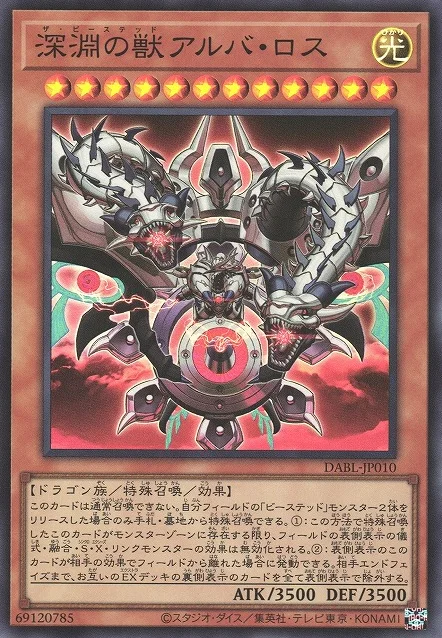 ザ・ビーステッド
深淵の獣アルバ・ロス
ひかり
光
DABL-JP010
【ドラゴン族／特殊召喚／効果】
このカードは通常召喚できない。自分フィールドの「ビーステッド」モンスター2体を
リリースした場合のみ手札・墓地から特殊召喚できる。①：この方法で特殊召喚
したこのカードがモンスターゾーンに存在する限り、フィールドの表側表示の儀
式・融合・S・X・リンクモンスターの効果は無効化される。②：表側表示のこの
カードが相手の効果でフィールドから離れた場合に発動できる。相手エンドフ
ェイズまで、お互いのEXデッキの裏側表示のカードを全て表側表示で除外する。
ATK/3500 DEF/3500
69120785
©スタジオ・ダイス／集英社・テレビ東京・KONAMI